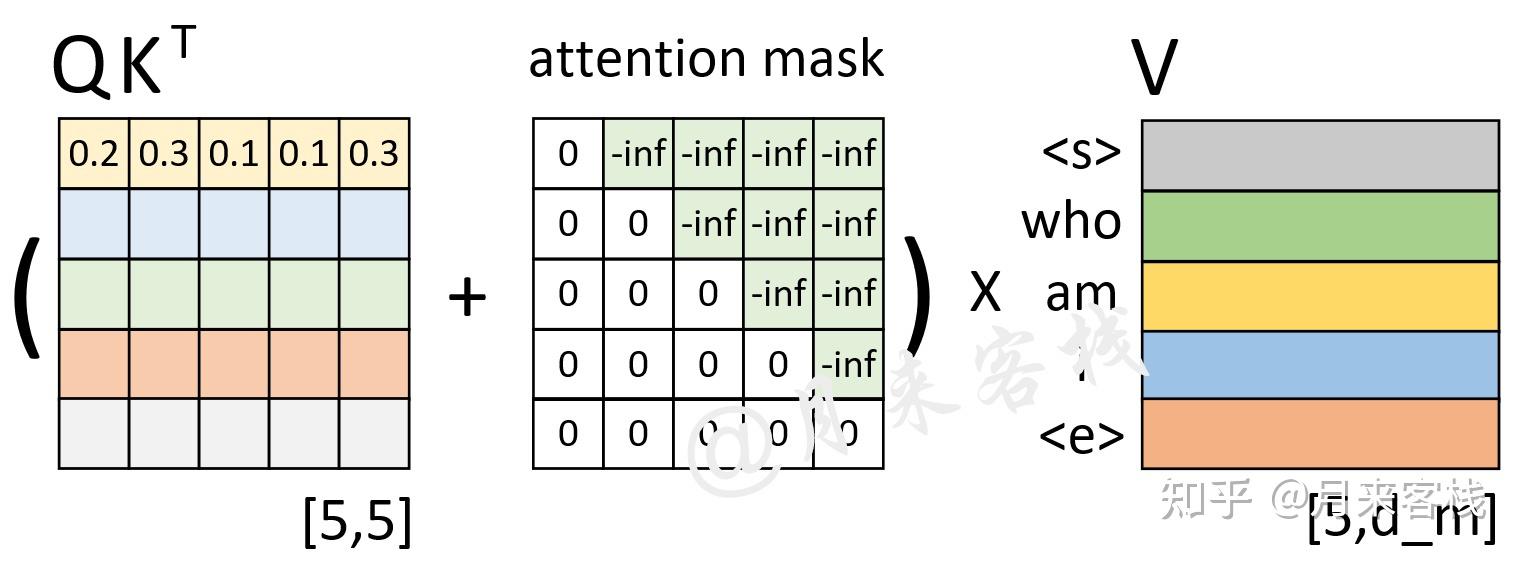 QKᵀ
attention mask
V
0.2 0.3 0.1 0.1 0.3
0 -inf -inf -inf -inf
<s>
0 0 -inf -inf -inf
who
( + ) X
0 0 0 -inf -inf
am
0 0 0 0 -inf
I
0 0 0 0 0
<e>
@月来客栈
知乎 @月来客栈
[5,5]
[5,d_m]